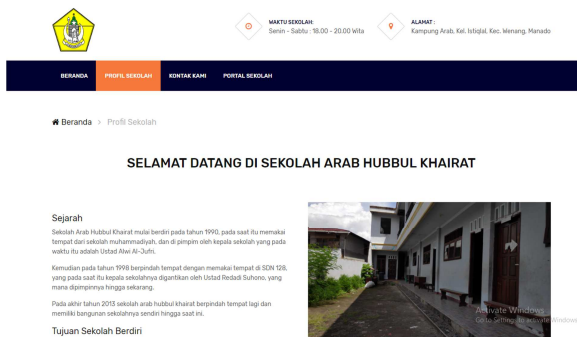 WAKTU SEKOLAH:
Senin - Sabtu : 18.00 - 20.00 Wita
ALAMAT :
Kampung Arab, Kel. Istiqlal, Kec. Wenang, Manado
BERANDA PROFIL SEKOLAH KONTAK KAMI PORTAL SEKOLAH
Beranda > Profil Sekolah
SELAMAT DATANG DI SEKOLAH ARAB HUBBUL KHAIRAT
Sejarah
Sekolah Arab Hubbul Khairat mulai berdiri pada tahun 1990, pada saat itu memakai
tempat dari sekolah muhammadiyah, dan di pimpim oleh kepala sekolah yang pada
waktu itu adalah Ustad Alwi Al-Jufri.
Kemudian pada tahun 1998 berpindah tempat dengan memakai tempat di SDN 128,
yang pada saat itu kepala sekolahnya digantikan oleh Ustad Redadi Suhono, yang
mana dipimpinnya hingga sekarang.
Pada akhir tahun 2013 sekolah arab hubbul khairat berpindah tempat lagi dan
memiliki bangunan sekolahnya sendiri hingga saat ini.
Tujuan Sekolah Berdiri
Activate Windows
Go to Settings to activate Windows